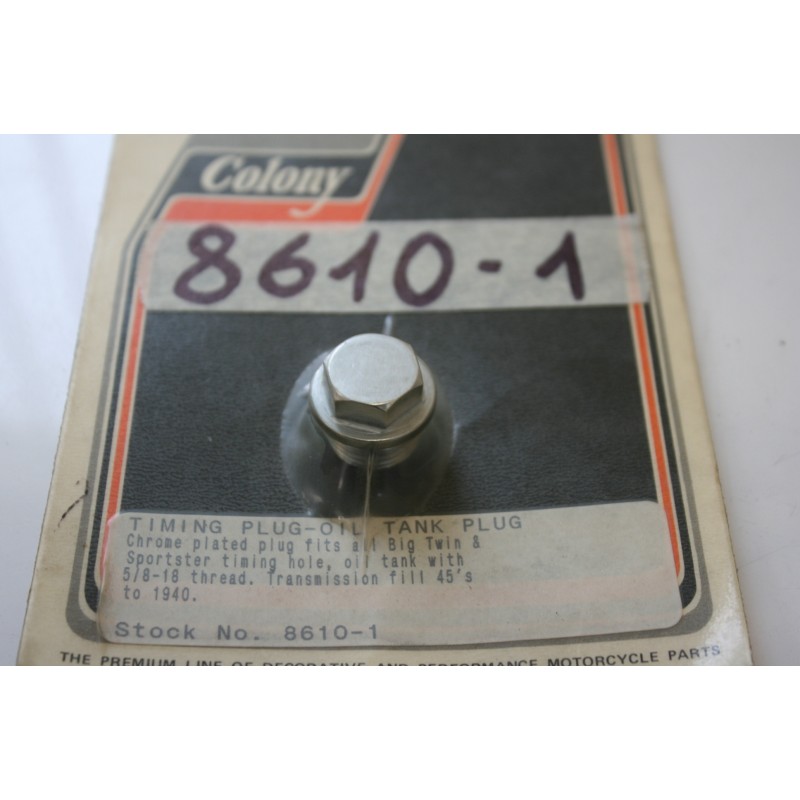 Colony
8610-1
TIMING PLUG-OIL TANK PLUG
Chrome plated plug fits all Big Twin &
Sportster timing hole, oil tank with
5/8-18 thread. Transmission fill 45's
to 1940.
Stock No. 8610-1
THE PREMIUM LINE OF DECORATIVE AND PERFORMANCE MOTORCYCLE PARTS